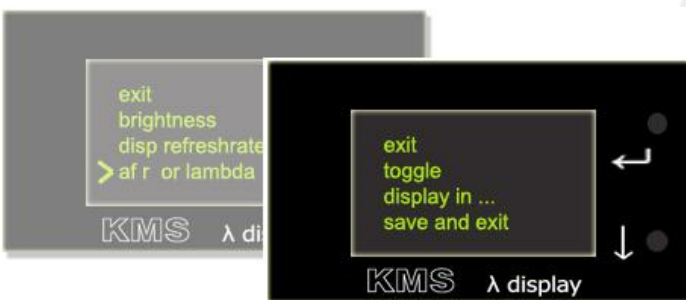 exit
brightness
disp refreshrate
> af r or lambda
KMS λ di
exit
toggle
display in ...
save and exit
KMS λ display